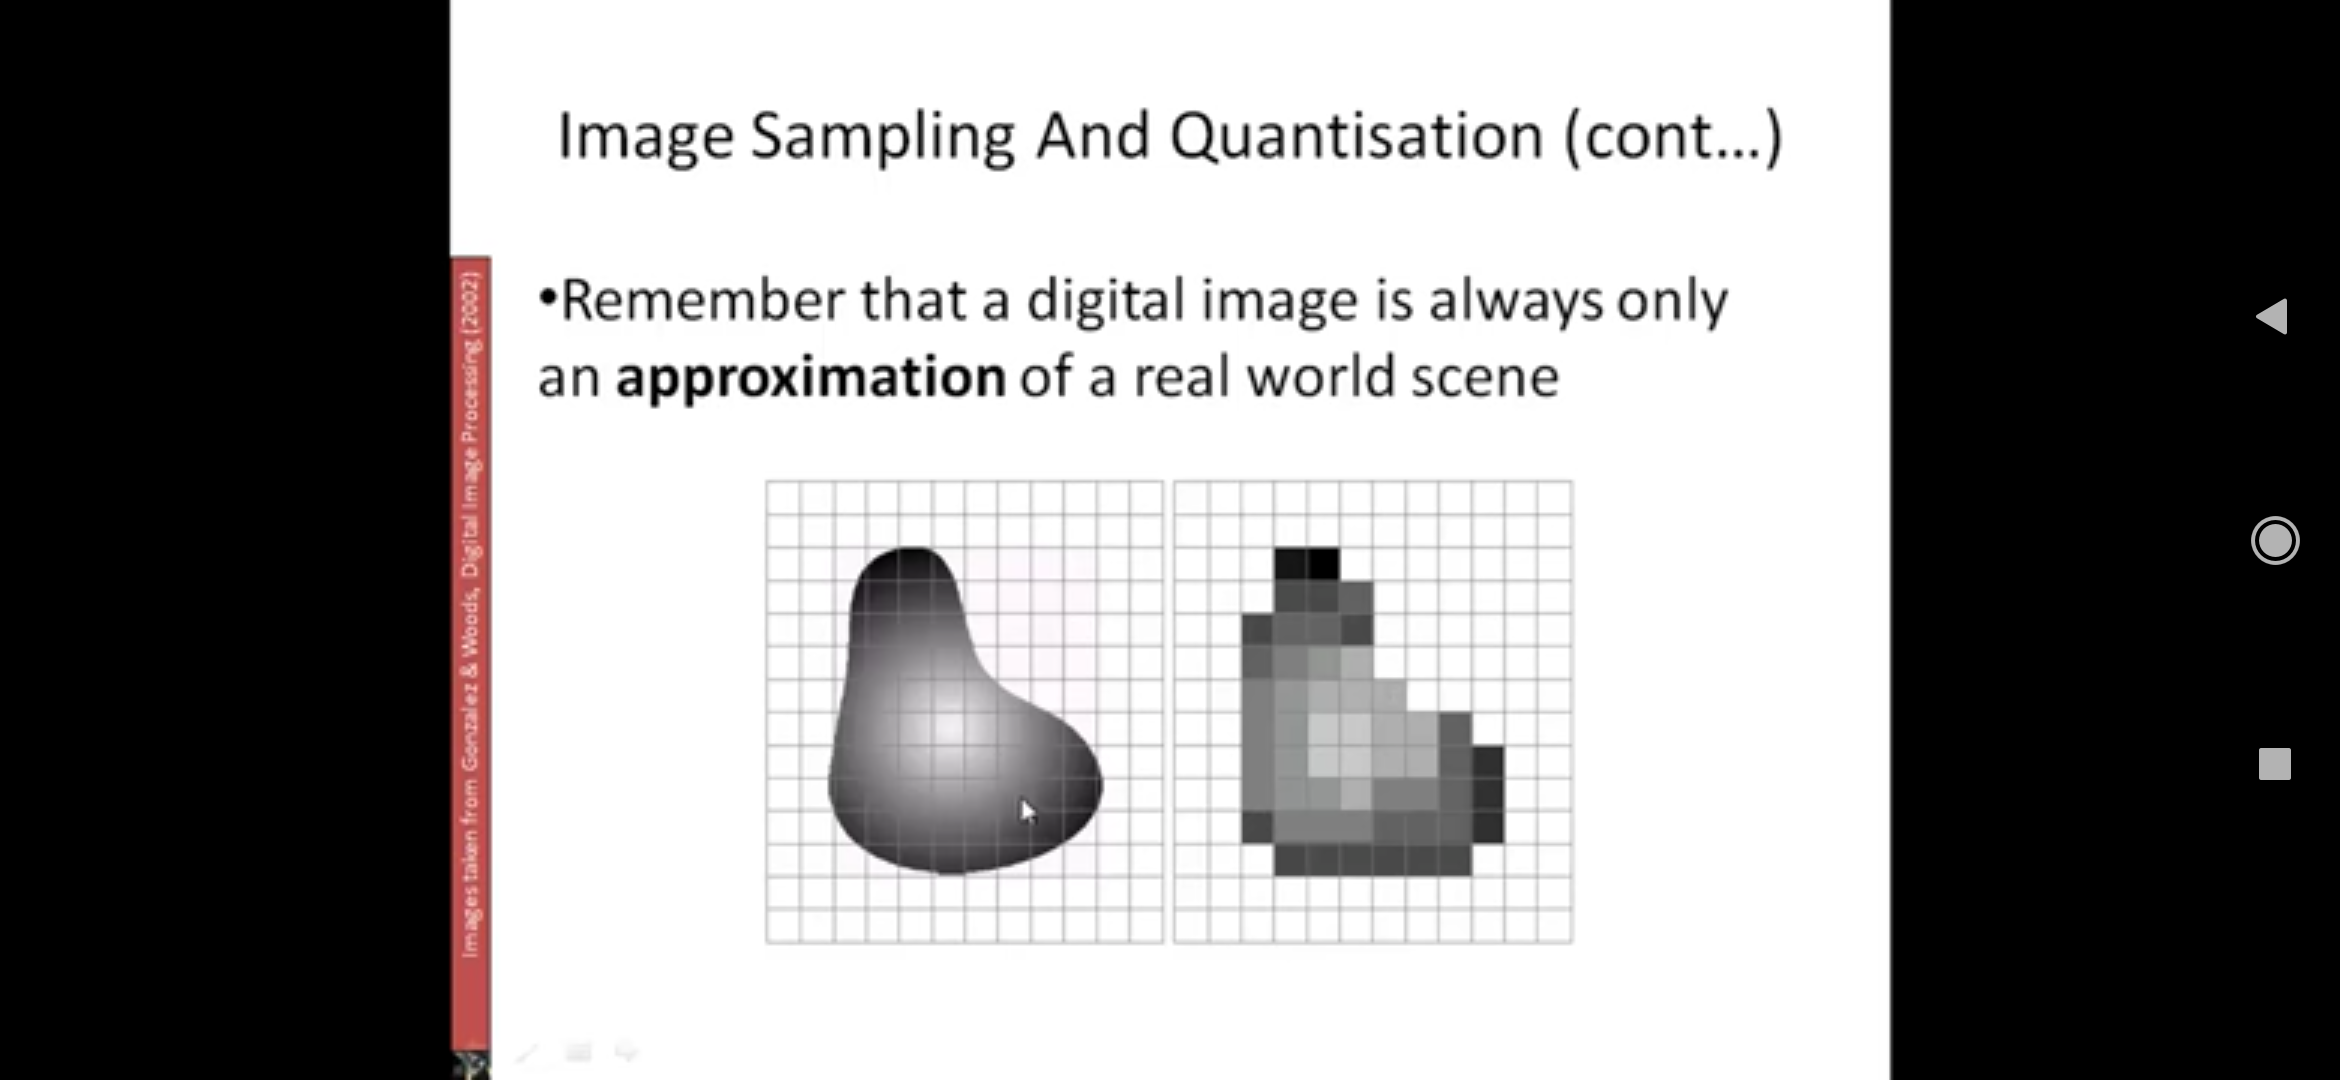 Image Sampling And Quantisation (cont...)
•Remember that a digital image is always only
an approximation of a real world scene
Images taken from Gonzalez & Woods, Digital Image Processing (2002)